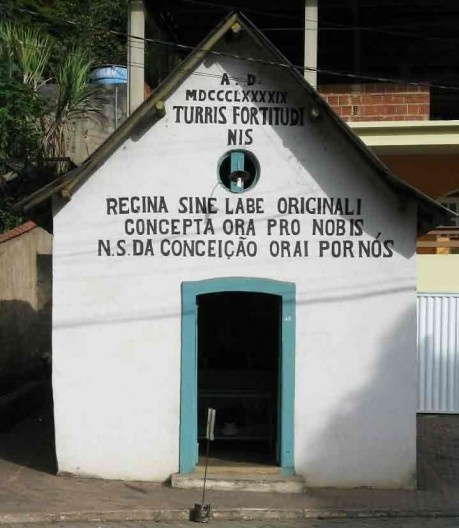 A. D.
MDCCCLXXXXIX
TURRIS FORTITUDI
NIS
REGINA SINE LABE ORIGINALI
CONCEPTA ORA PRO NOBIS
N.S. DA CONCEIÇÃO ORAI POR NÓS